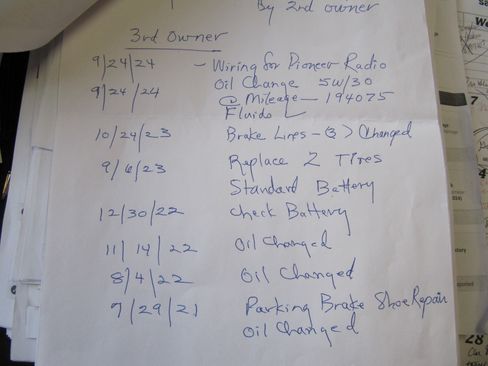 By 2nd owner
3rd Owner
9/24/24 - Wiring for Pioneer Radio
9/24/24 Oil Change 5W/30
@ Mileage - 194075
Fluids
10/24/23 Brake Lines - > Changed
9/6/23 Replace 2 Tires
Standard Battery
12/30/22 Check Battery
11/14/22 Oil Changed
8/4/22 Oil Changed
7/29/21 Parking Brake Shoe Repair
Oil Changed